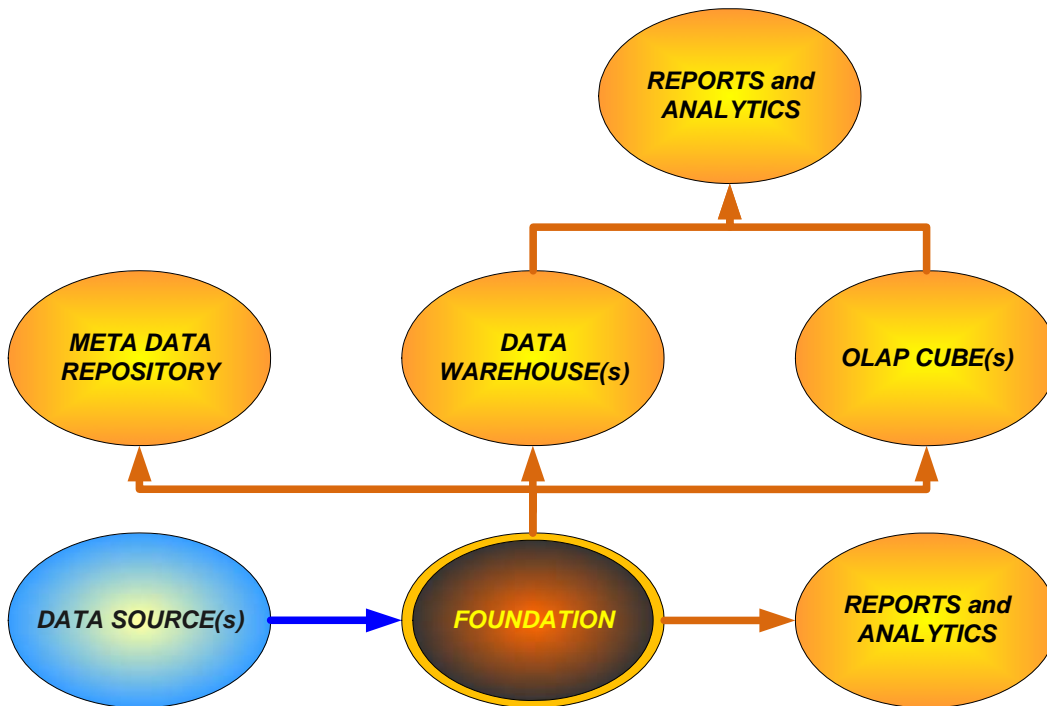 REPORTS and
ANALYTICS
META DATA
REPOSITORY
DATA
WAREHOUSE(s)
OLAP CUBE(s)
DATA SOURCE(s)
FOUNDATION
REPORTS and
ANALYTICS